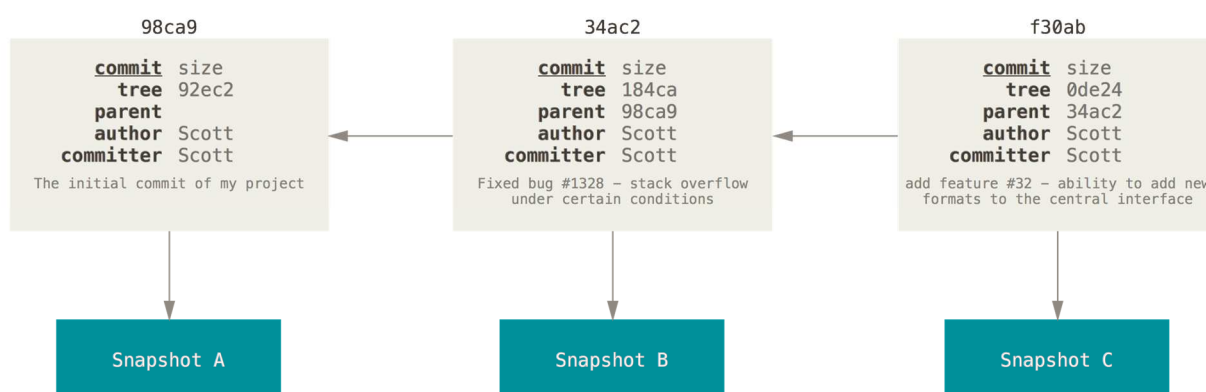 98ca9
commit size
tree 92ec2
parent
author Scott
committer Scott
The initial commit of my project
34ac2
commit size
tree 184ca
parent 98ca9
author Scott
committer Scott
Fixed bug #1328 – stack overflow
under certain conditions
f30ab
commit size
tree 0de24
parent 34ac2
author Scott
committer Scott
add feature #32 – ability to add new
formats to the central interface
Snapshot A
Snapshot B
Snapshot C